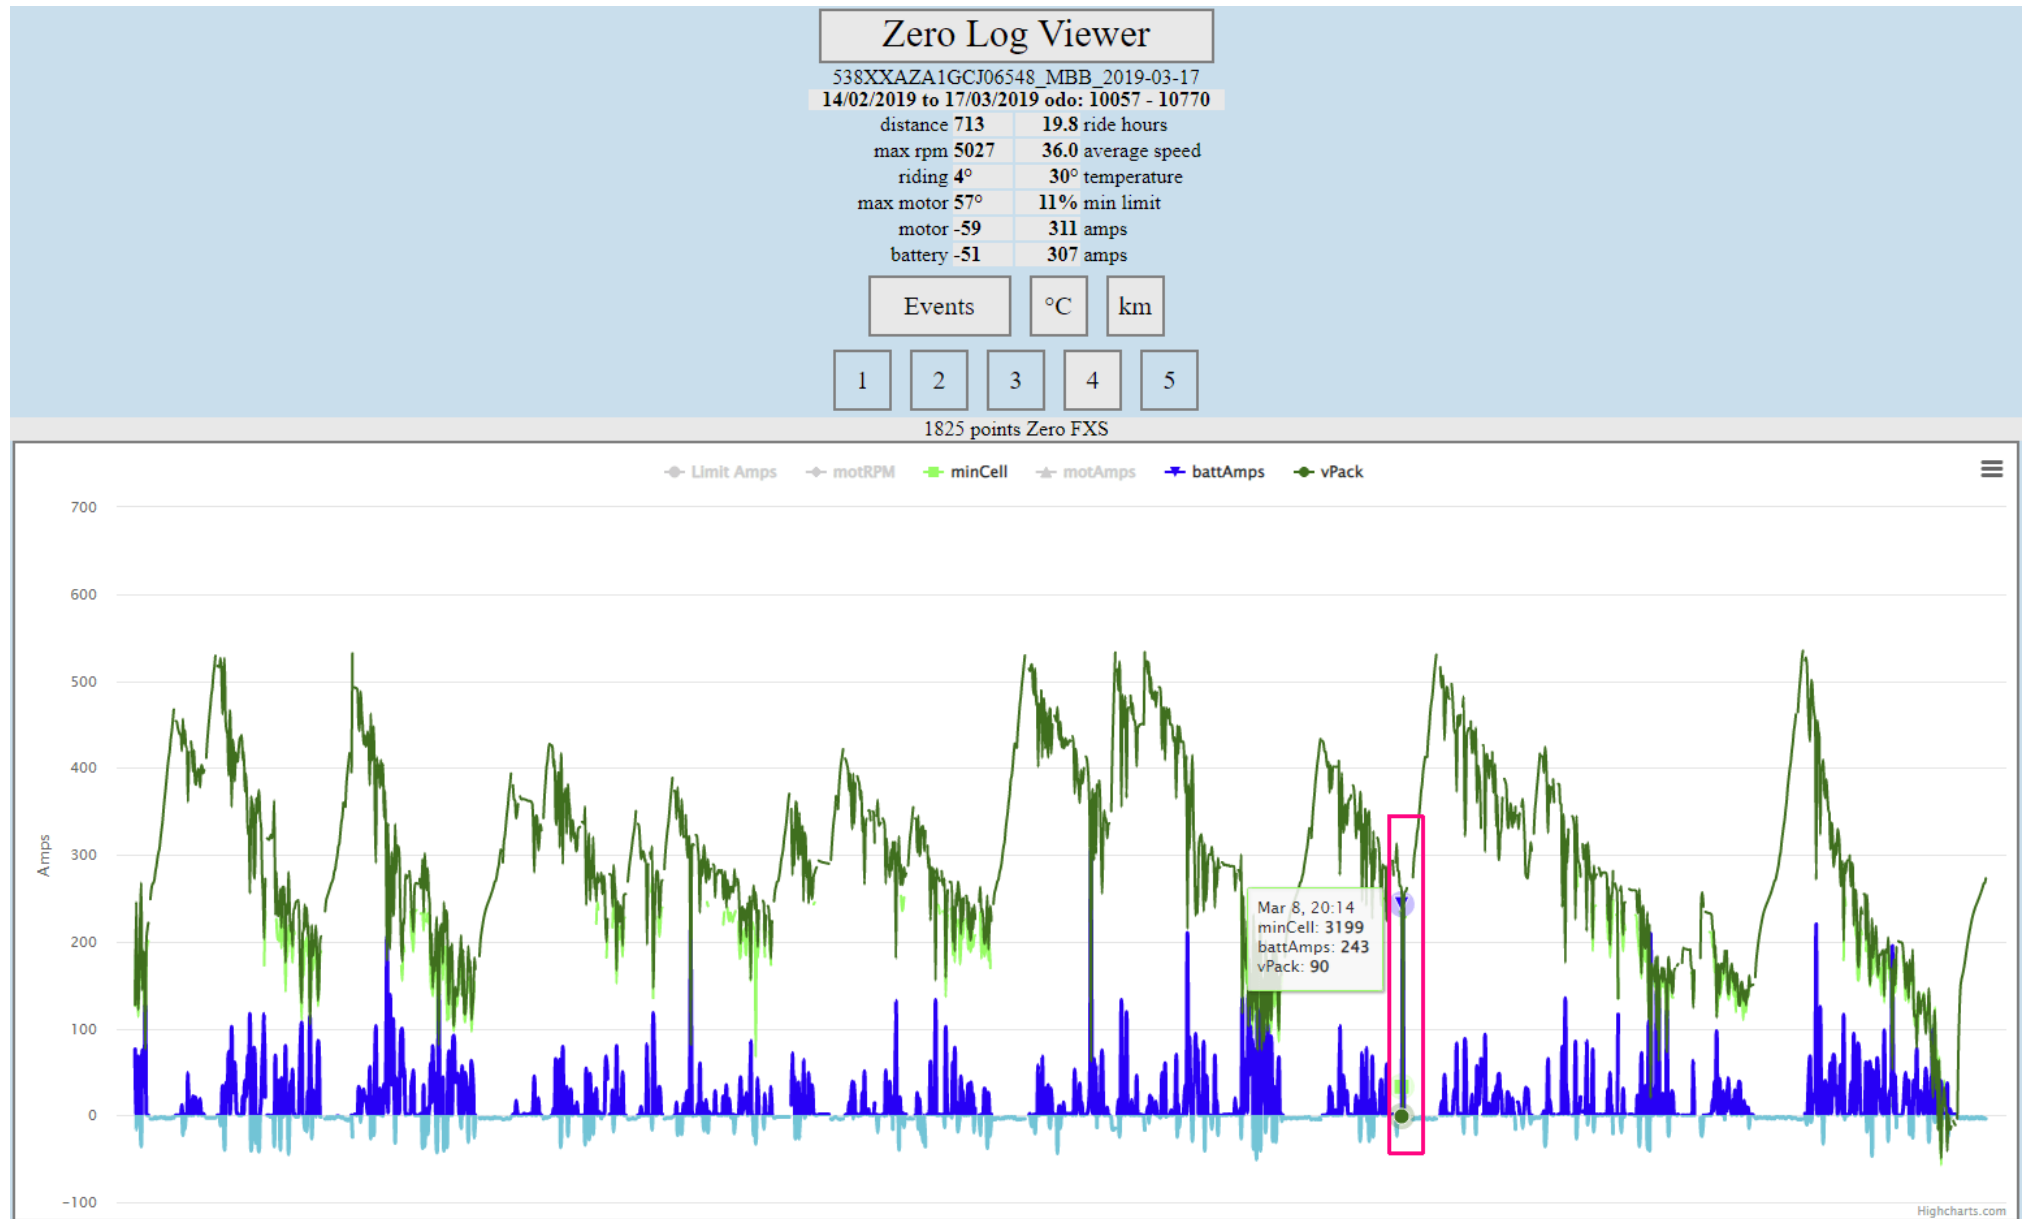 Zero Log Viewer
538XXAZA1GCJ06548_MBB_2019-03-17
14/02/2019 to 17/03/2019 odo: 10057 - 10770
distance 713 19.8 ride hours
max rpm 5027 36.0 average speed
riding 4° 30° temperature
max motor 57° 11% min limit
motor -59 311 amps
battery -51 307 amps
Events °C km
1 2 3 4 5
1825 points Zero FXS
Limit Amps motRPM minCell motAmps battAmps vPack
700
600
500
400
300
200
100
0
-100
Amps
Mar 8, 20:14
minCell: 3199
battAmps: 243
vPack: 90
Highcharts.com